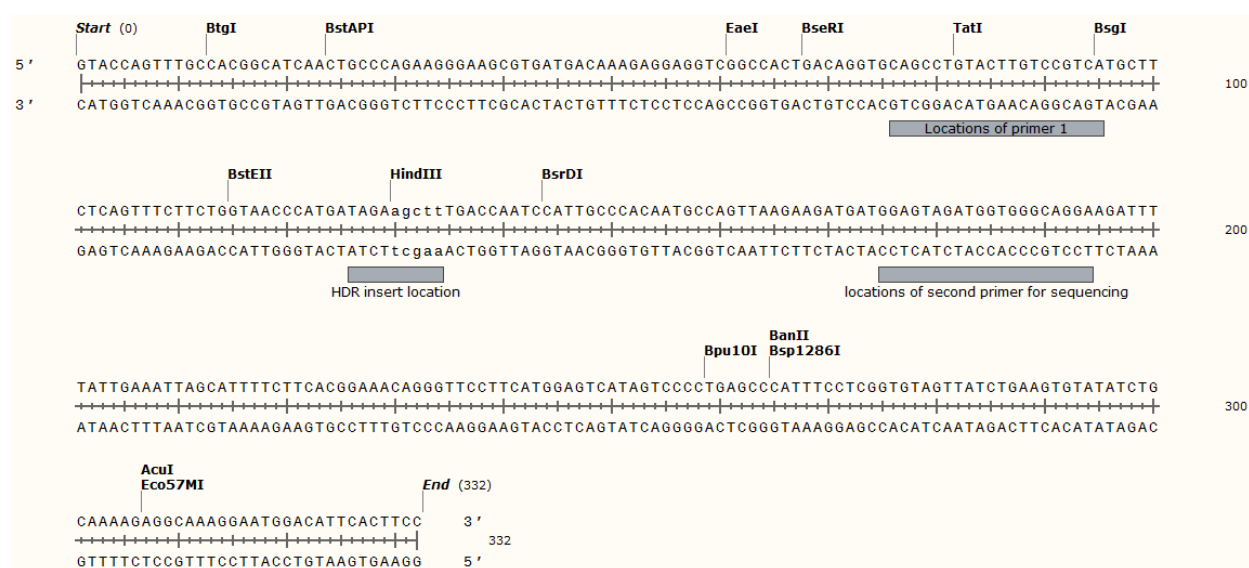 Start (0) BtgI BstAPI EaeI BseRI TatI BsgI
5′ GTACCAGTTTGCCACGGCATCAACTGCCCAGAAGGGAAGCGTGATGACAAAGAGGAGGTCGGCCACTGACAGGTGCAGCCTGTACTTGTCCGTCATGCTT
100
3′ CATGGTCAAACGGTGCCGTAGTTGACGGGTCTTCCCTTCGCACTACTGTTTCTCCTCCAGCCGGTGACTGTCCACGTCGGACATGAACAGGCAGTACGAA
Locations of primer 1
BstEII HindIII BsrDI
CTCAGTTTCTTCTGGTAACCCATGATAGAagcttTGACCAATCCATTGCCCACAATGCCAGTTAAGAAGATGATGGAGTAGATGGTGGGCAGGAAGATTT
200
GAGTCAAAGAAGACCATTGGGTACTATCTtcgaaACTGGTTAGGTAACGGGTGTTACGGTCAATTCTTCTACTACCTCATCTACCACCCGTCCTTCTAAA
HDR insert location locations of second primer for sequencing
BanII
Bpu10I Bsp1286I
TATTGAAATTAGCATTTTCTTCACGGAAACAGGGTTCCTTCATGGAGTCATAGTCCCCTGAGCCCATTTCCTCGGTGTAGTTATCTGAAGTGTATATCTG
300
ATAACTTTAATCGTAAAAGAAGTGCCTTTGTCCCAAGGAAGTACCTCAGTATCAGGGGACTCGGGTAAAGGAGCCACATCAATAGACTTCACATATAGAC
AcuI
Eco57MI End (332)
CAAAAGAGGCAAAGGAATGGACATTCACTTCC 3′
332
GTTTTCTCCGTTTCCTTACCTGTAAGTGAAGG 5′